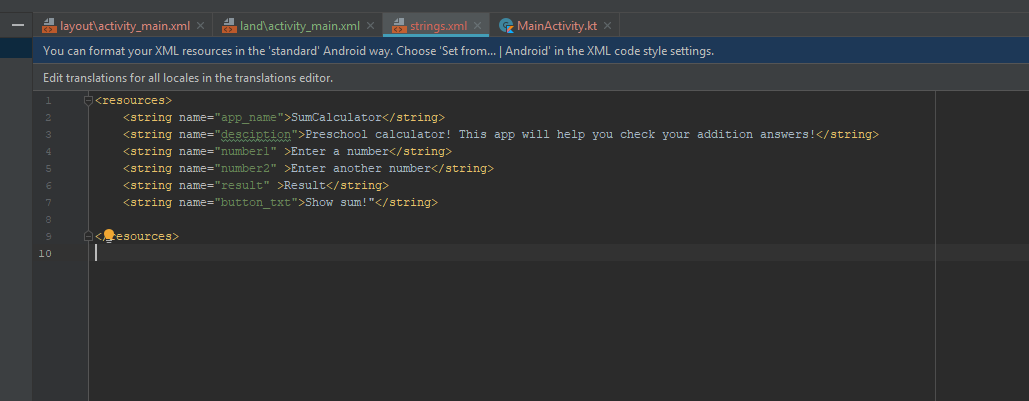 layout\activity_main.xml land\activity_main.xml strings.xml MainActivity.kt
You can format your XML resources in the 'standard' Android way. Choose 'Set from... | Android' in the XML code style settings.
Edit translations for all locales in the translations editor.
1 <resources>
2 <string name="app_name">SumCalculator</string>
3 <string name="desciption">Preschool calculator! This app will help you check your addition answers!</string>
4 <string name="number1" >Enter a number</string>
5 <string name="number2" >Enter another number</string>
6 <string name="result" >Result</string>
7 <string name="button_txt">Show sum!"</string>
8
9 </resources>
10